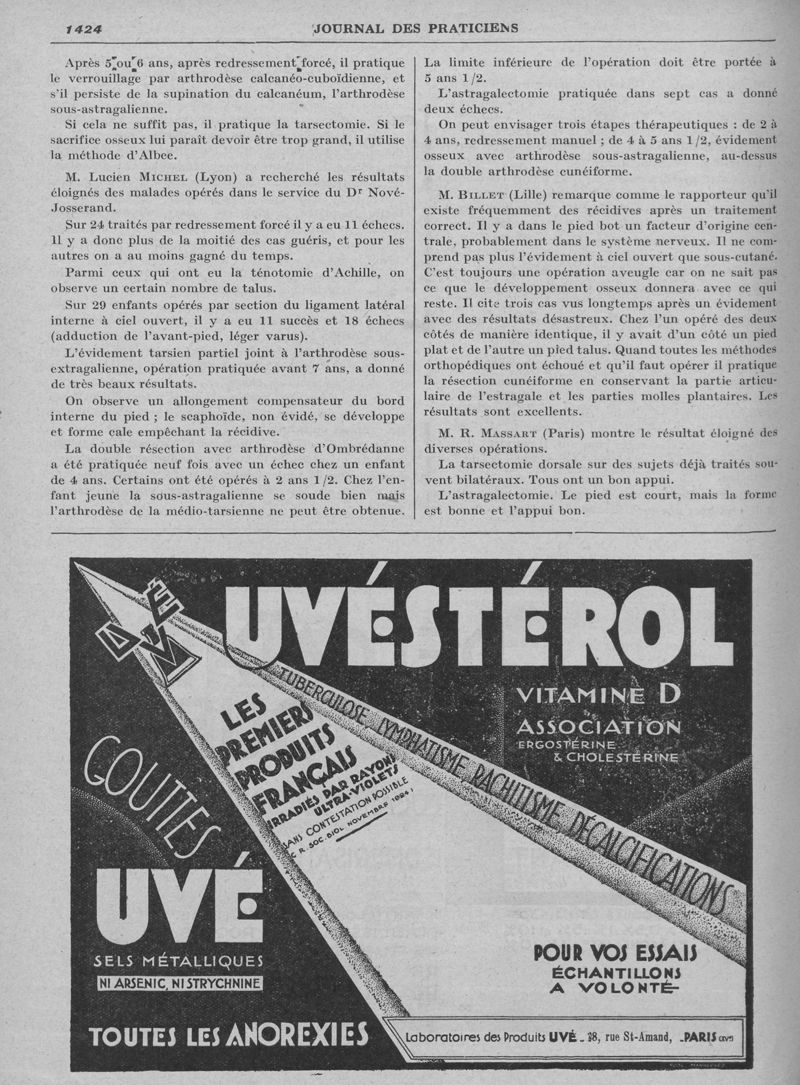 1424
JOURNAL DES PRATICIENS
Après 5 ou 6 ans, après redressement forcé, il pratique
le verrouillage par arthrodèse calcanéo-cuboïdienne, et
s'il persiste de la supination du calcanéum, l'arthrodèse
sous-astragalienne.
Si cela ne suffit pas, il pratique la tarsectomie. Si le
sacrifice osseux lui paraît devoir être trop grand, il utilise
la méthode d'Albee.
M. Lucien MICHEL (Lyon) a recherché les résultats
éloignés des malades opérés dans le service du Dr Nové-
Josserand.
Sur 24 traités par redressement forcé il y a eu 11 échecs.
Il y a donc plus de la moitié des cas guéris, et pour les
autres on a au moins gagné du temps.
Parmi ceux qui ont eu la ténotomie d'Achille, on
observe un certain nombre de talus.
Sur 29 enfants opérés par section du ligament latéral
interne à ciel ouvert, il y a eu 11 succès et 18 échecs
(adduction de l'avant-pied, léger varus).
L'évidement tarsien partiel joint à l'arthrodèse sous-
extragalienne, opération pratiquée avant 7 ans, a donné
de très beaux résultats.
On observe un allongement compensateur du bord
interne du pied ; le scaphoïde, non évidé, se développe
et forme cale empêchant la récidive.
La double résection avec arthrodèse d'Ombrédanne
a été pratiquée neuf fois avec un échec chez un enfant
de 4 ans. Certains ont été opérés à 2 ans 1/2. Chez l'en-
fant jeune la sous-astragalienne se soude bien mais
l'arthrodèse de la médio-tarsienne ne peut être obtenue.
La limite inférieure de l'opération doit être portée à
5 ans 1/2.
L'astragalectomie pratiquée dans sept cas a donné
deux échecs.
On peut envisager trois étapes thérapeutiques : de 2 à
4 ans, redressement manuel ; de 4 à 5 ans 1/2, évidement
osseux avec arthrodèse sous-astragalienne, au-dessus
la double arthrodèse cunéiforme.
M. BILLET (Lille) remarque comme le rapporteur qu'il
existe fréquemment des récidives après un traitement
correct. Il y a dans le pied bot un facteur d'origine cen-
trale, probablement dans le système nerveux. Il ne com-
prend pas plus l'évidement à ciel ouvert que sous-cutané.
C'est toujours une opération aveugle car on ne sait pas
ce que le développement osseux donnera avec ce qui
reste. Il cite trois cas vus longtemps après un évidement
avec des résultats désastreux. Chez l'un opéré des deux
côtés de manière identique, il y avait d'un côté un pied
plat et de l'autre un pied talus. Quand toutes les méthodes
orthopédiques ont échoué et qu'il faut opérer il pratique
la résection cunéiforme en conservant la partie articu-
laire de l'estragale et les parties molles plantaires. Les
résultats sont excellents.
M. R. MASSART (Paris) montre le résultat éloigné des
diverses opérations.
La tarsectomie dorsale sur des sujets déjà traités sou-
vent bilatéraux. Tous ont un bon appui.
L'astragalectomie. Le pied est court, mais la forme
est bonne et l'appui bon.
UVÉSTÉROL
VITAMINE D
ASSOCIATION
ERGOSTÉRINE
& CHOLESTÉRINE
TUBERCULOSE LYMPHATISME RACHITISME DÉCALCIFICATIONS
LES
PREMIERS
PRODUITS
FRANÇAIS
IRRADIÉS PAR RAYONS
ULTRA-VIOLETS
SANS CONTESTATION POSSIBLE
C. R. SOC. BIOL NOVEMBRE 1924
GOUTTES
UVÉ
SELS MÉTALLIQUES
NI ARSENIC, NI STRYCHNINE
TOUTES LES ANOREXIES
POUR VOS ESSAIS
ÉCHANTILLONS
A VOLONTÉ
Laboratoires des Produits UVÉ _ 38, rue St-Amand, _PARIS (XVe)